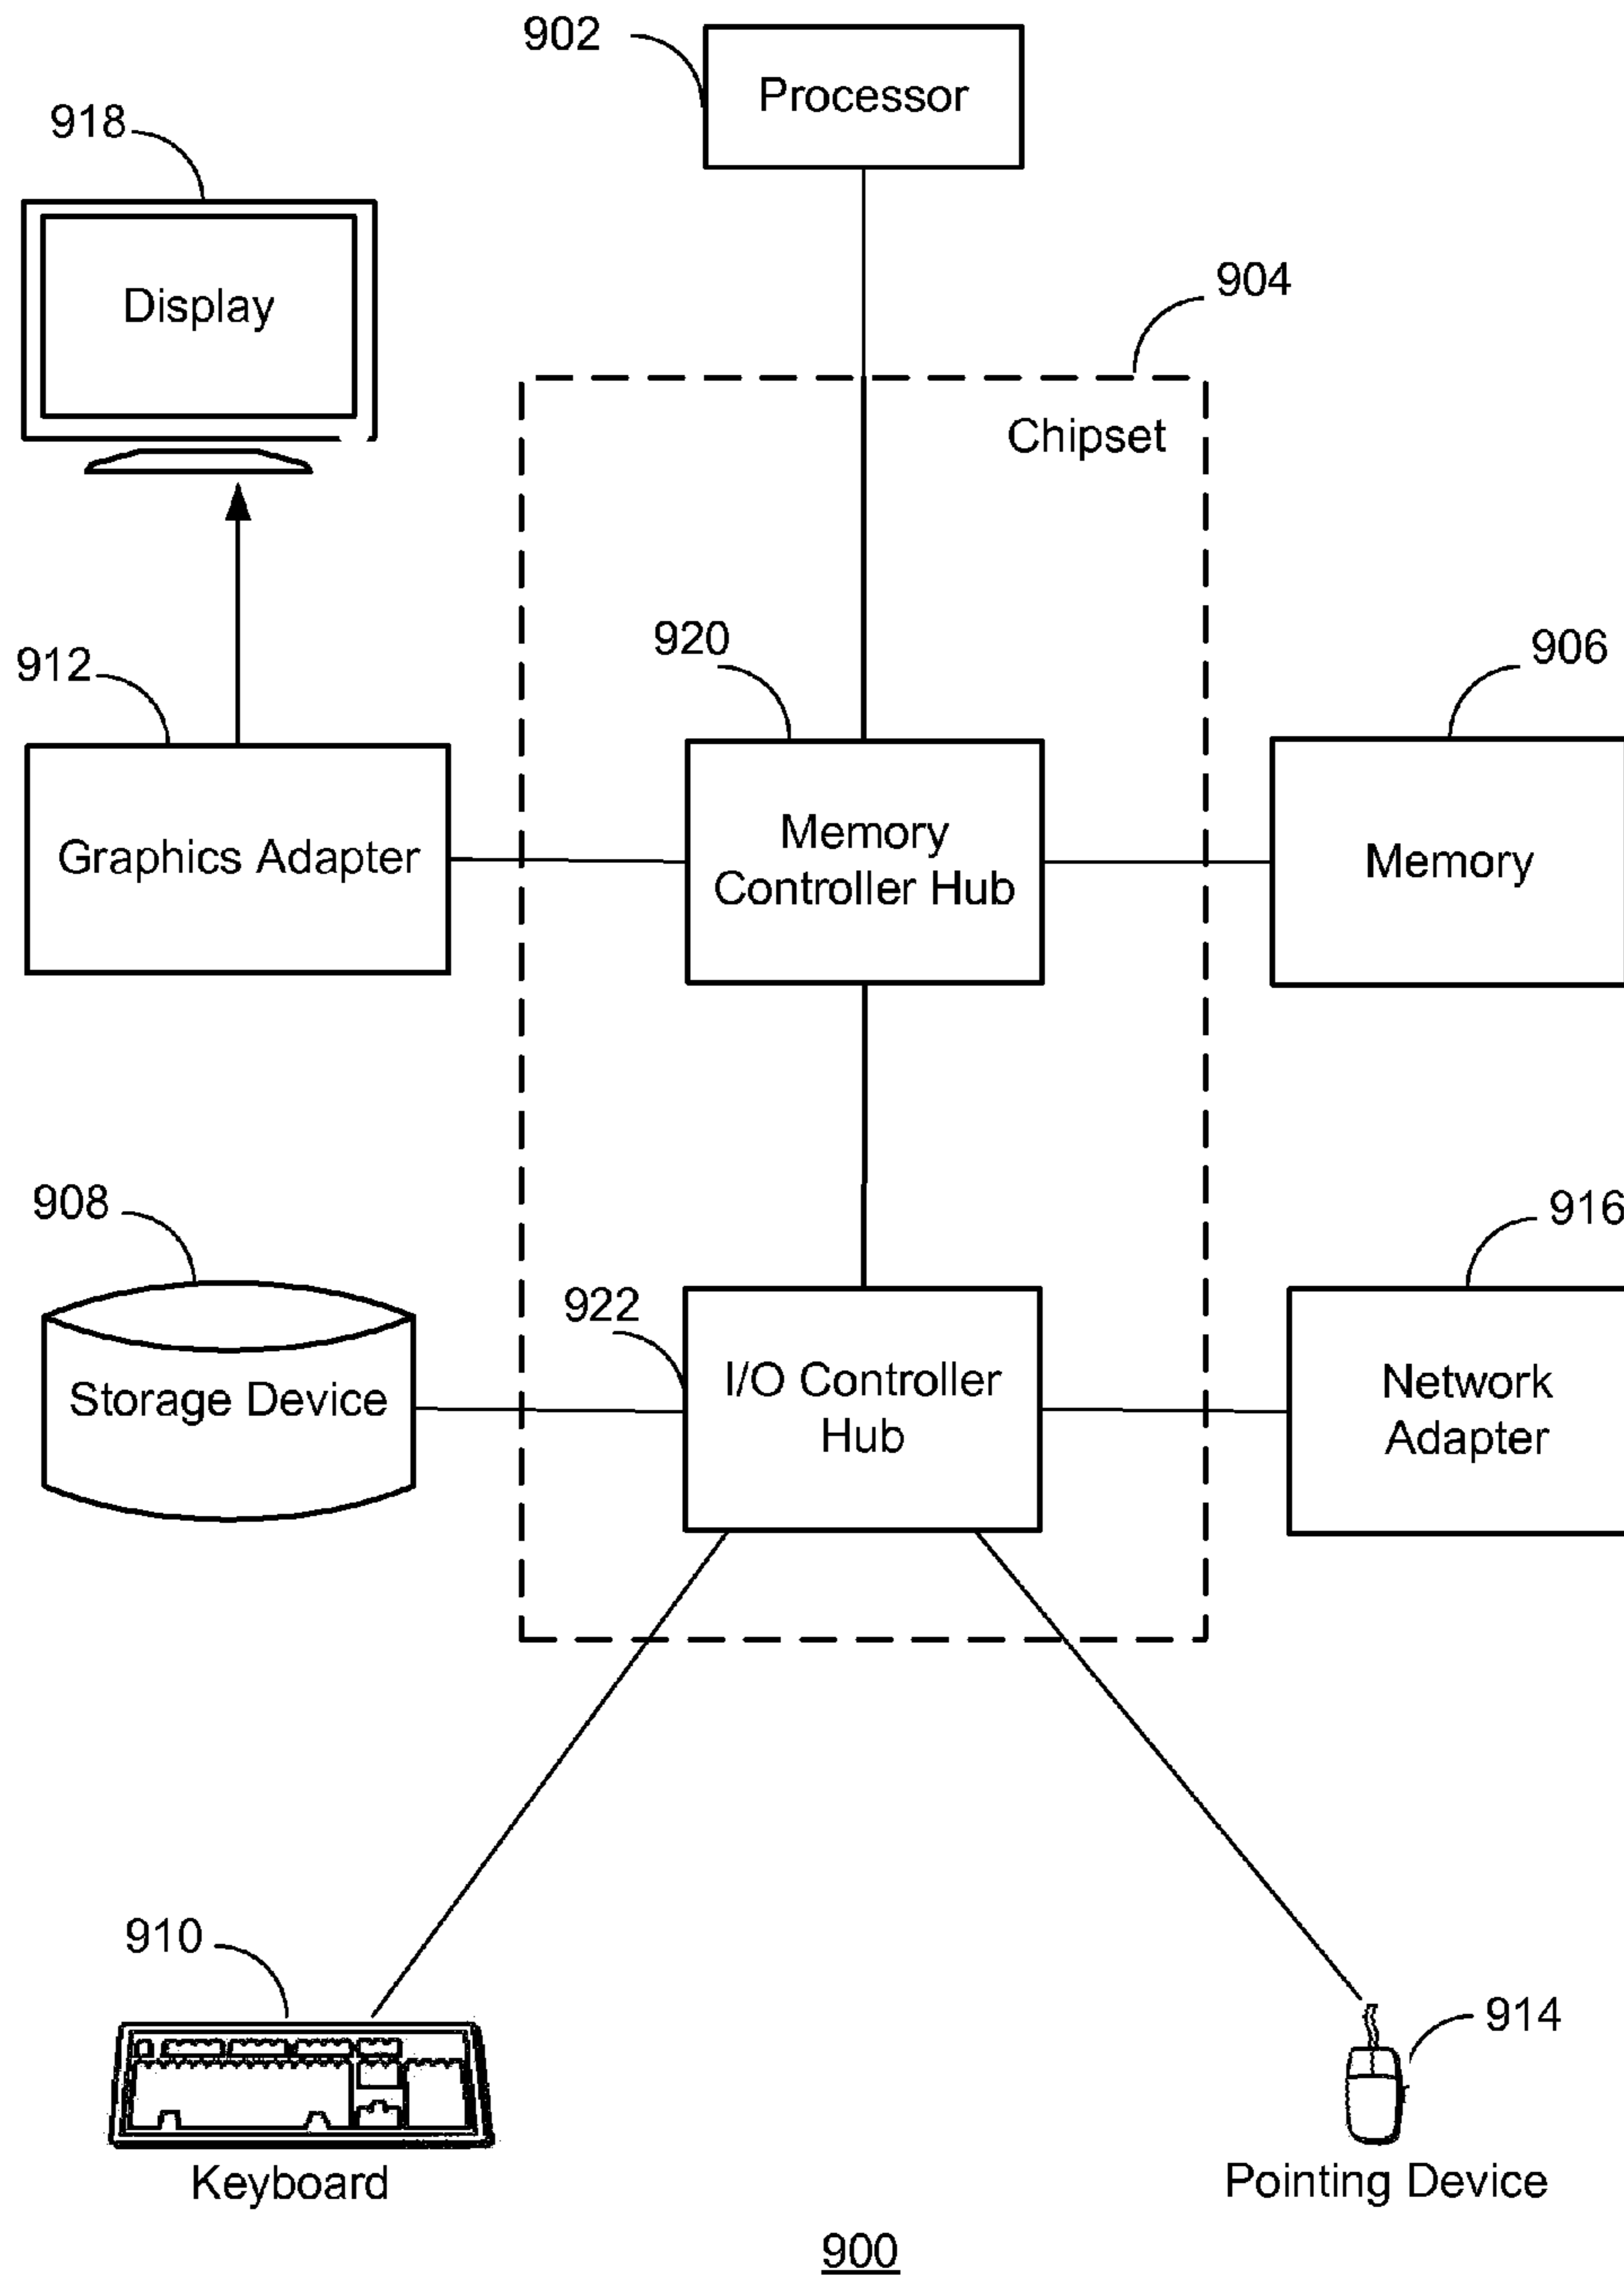 902
Processor
918
Display
904
Chipset
912
920
906
Graphics Adapter
Memory
Controller Hub
Memory
908
922
916
Storage Device
I/O Controller
Hub
Network
Adapter
910
914
Keyboard
Pointing Device
900